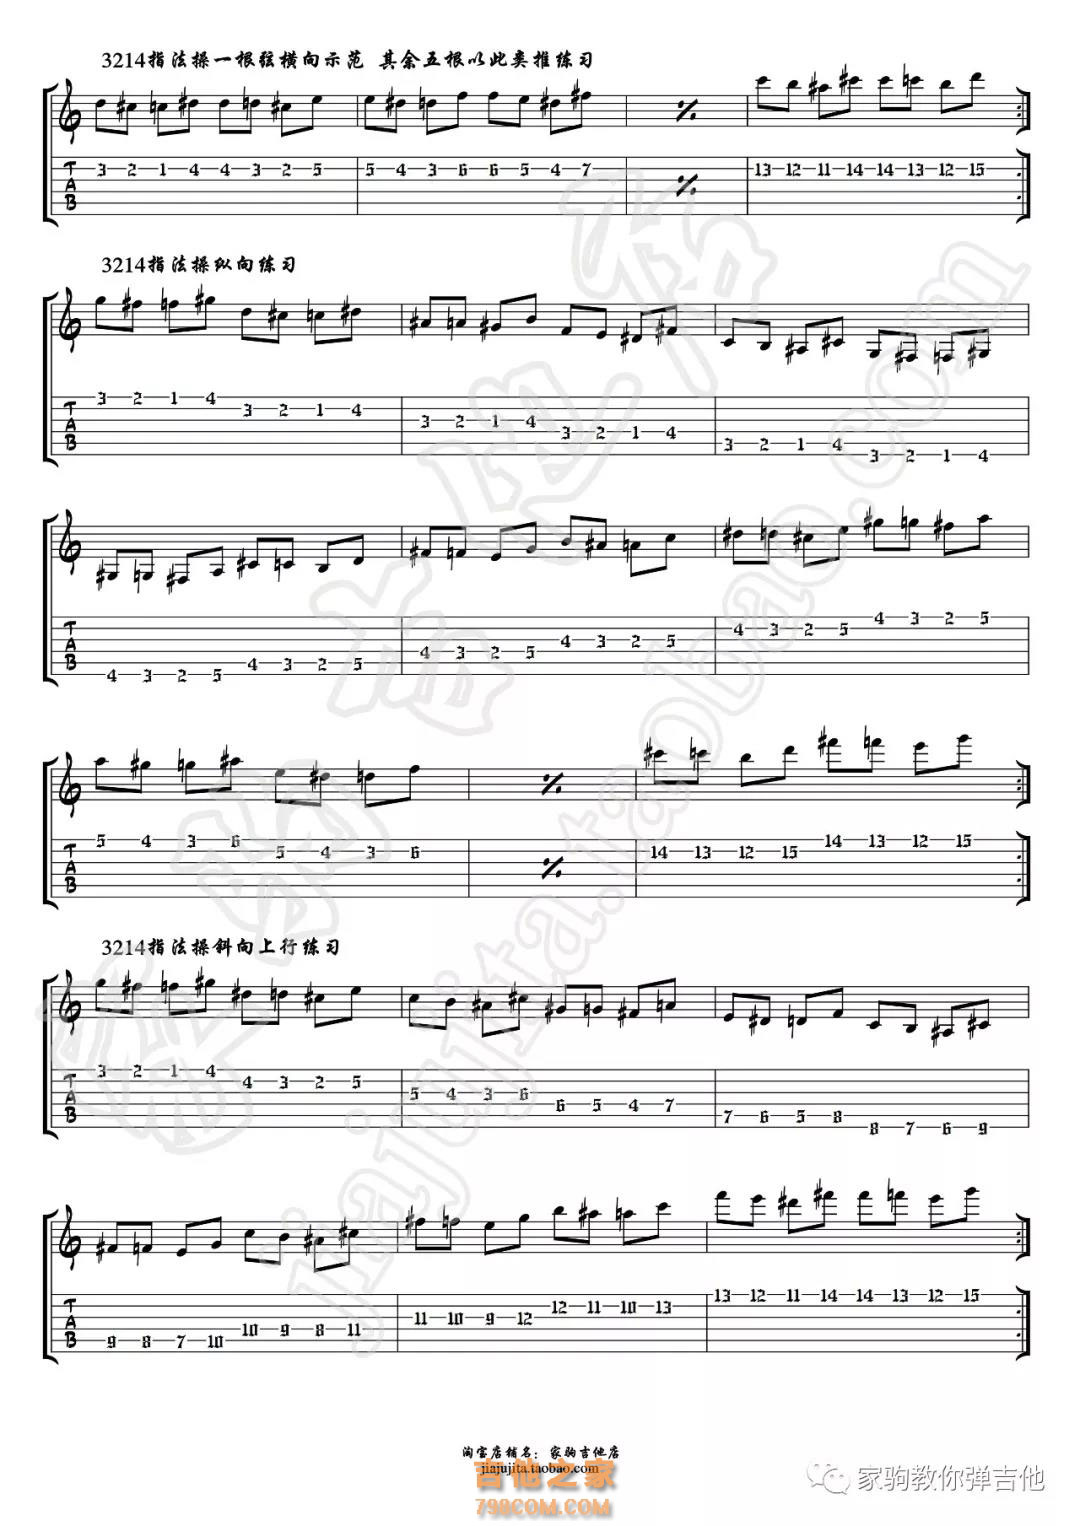 3214指法操一根弦横向示范 其余五根以此类推练习
T 3 2 1 4 4 3 2 5 5 4 3 6 6 5 4 7 13 12 11 14 14 13 12 15
A
B
3214指法操纵向练习
3 2 1 4
T 3 2 1 4
A 3 2 1 4
3 2 1 4
B 3 2 1 4
3 2 1 4
4 3 2 5
T 4 3 2 5
A 4 3 2 5
4 3 2 5
B 4 3 2 5
4 3 2 5
5 4 3 6 14 13 12 15
T 5 4 3 6 14 13 12 15
A
B
3214指法操斜向上行练习
3 2 1 4
T 4 3 2 5
A 5 4 3 6
6 5 4 7
B 7 6 5 8
8 7 6 9
13 12 11 14 14 13 12 15
T 12 11 10 13
A 11 10 9 12
10 9 8 11
B 9 8 7 10
淘宝店铺名：家驹吉他店
jiajujita.taobao.com
吉他之家
798COM.COM
家驹教你弹吉他
家驹吉他店
jiajujita.taobao.com